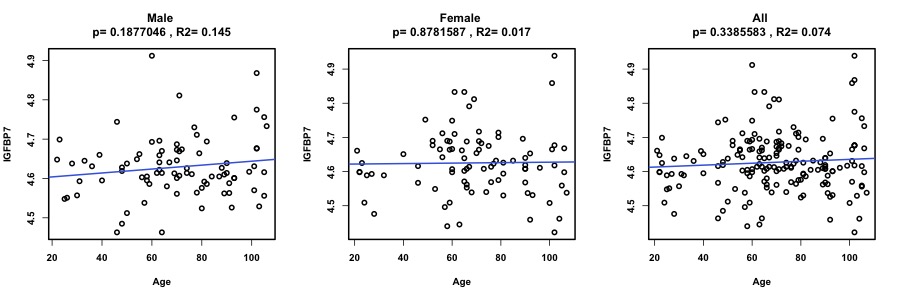 Male
p= 0.1877046 , R2= 0.145
IGFBP7
4.9
4.8
4.7
4.6
4.5
20 40 60 80 100
Age
Female
p= 0.8781587 , R2= 0.017
IGFBP7
4.9
4.8
4.7
4.6
4.5
20 40 60 80 100
Age
All
p= 0.3385583 , R2= 0.074
IGFBP7
4.9
4.8
4.7
4.6
4.5
20 40 60 80 100
Age